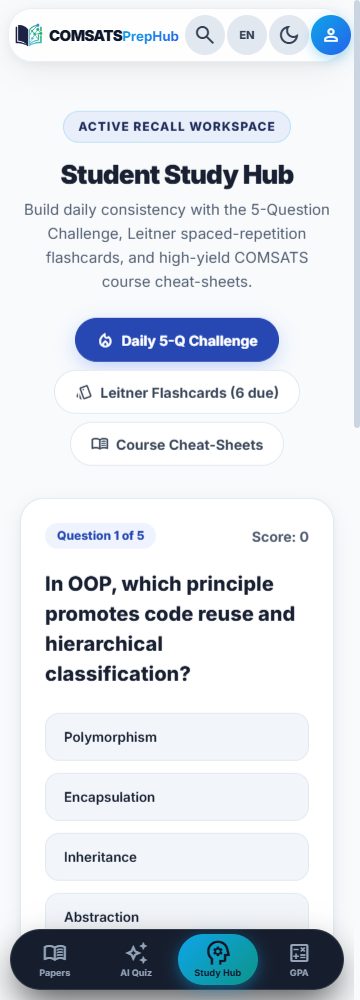 COMSATSPrepHub
EN
ACTIVE RECALL WORKSPACE
Student Study Hub
Build daily consistency with the 5-Question
Challenge, Leitner spaced-repetition
flashcards, and high-yield COMSATS
course cheat-sheets.
Daily 5-Q Challenge
Leitner Flashcards (6 due)
Course Cheat-Sheets
Question 1 of 5
Score: 0
In OOP, which principle
promotes code reuse and
hierarchical
classification?
Polymorphism
Encapsulation
Inheritance
Abstraction
Papers
AI Quiz
Study Hub
GPA